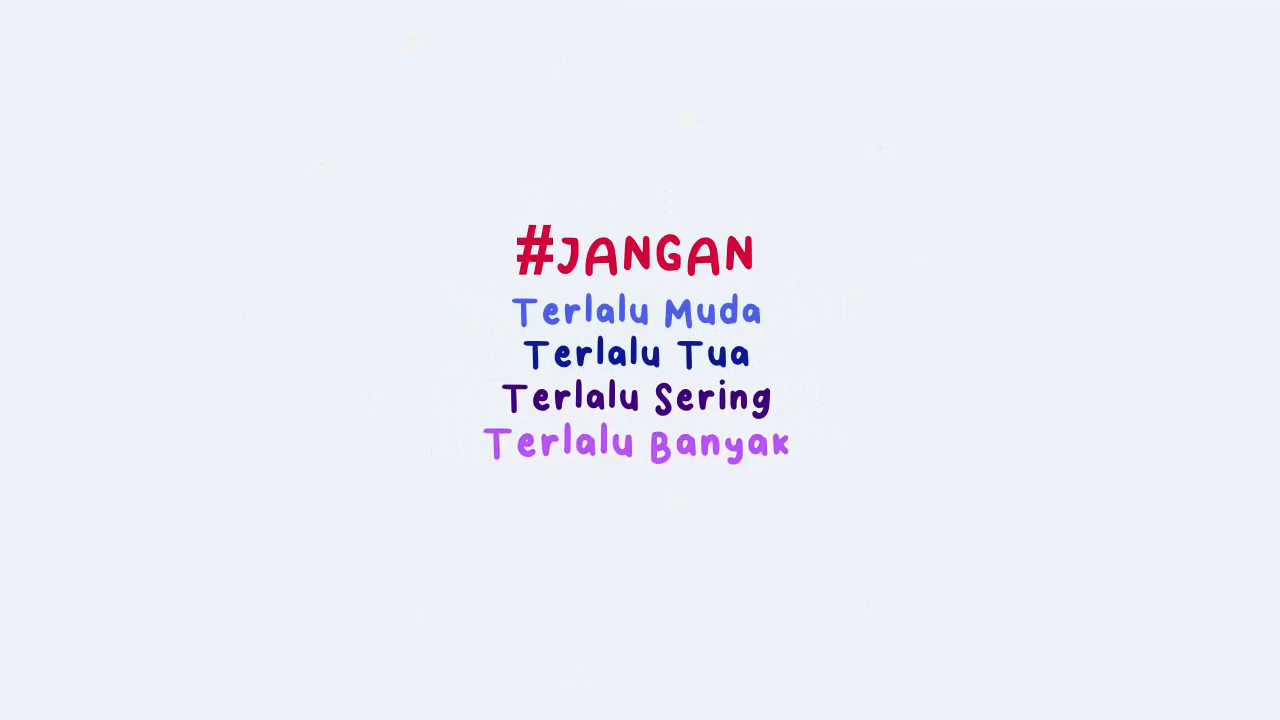 #JANGAN
Terlalu Muda
Terlalu Tua
Terlalu Sering
Terlalu Banyak